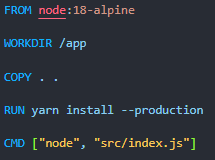 FROM node:18-alpine
WORKDIR /app
COPY . .
RUN yarn install --production
CMD ["node", "src/index.js"]